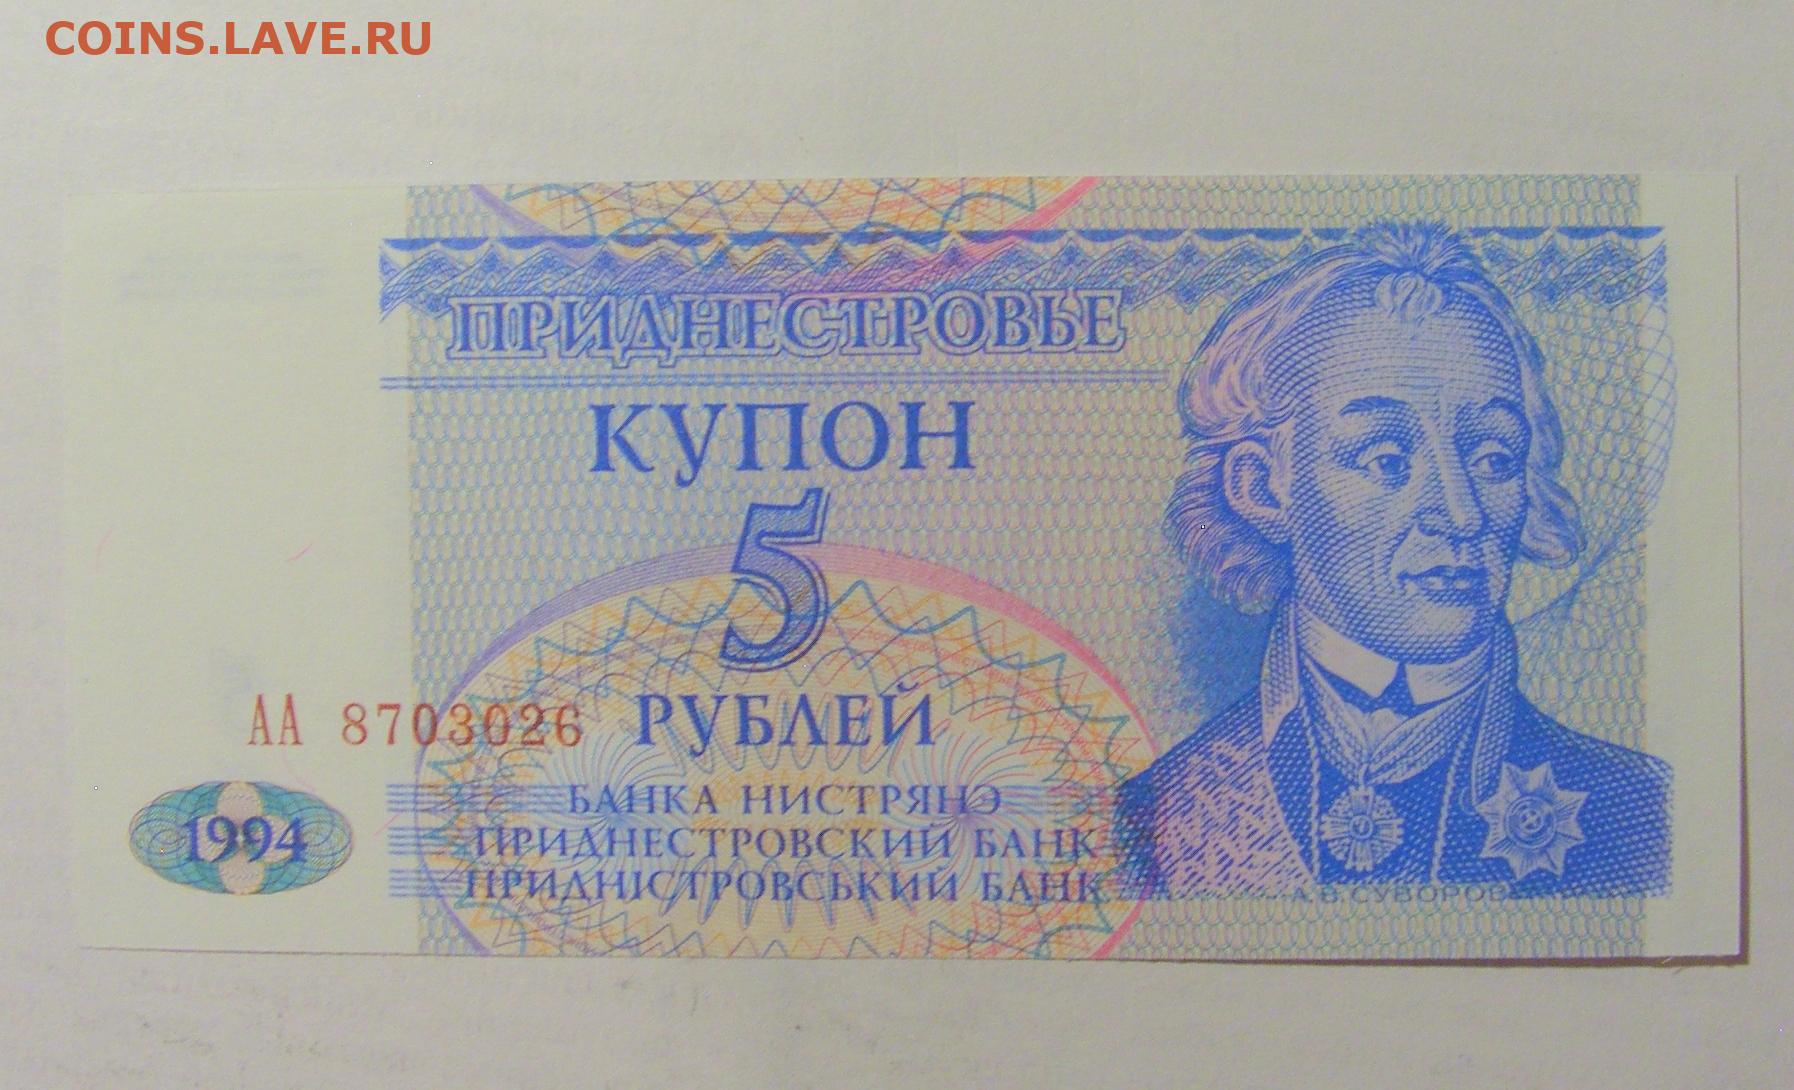 COINS.LAVE.RU
ПРИДНЕСТРОВЬЕ
КУПОН
5
РУБЛЕЙ
АА 8703026
БАНКА НИСТРЯНЭ
1994
ПРИДНЕСТРОВСКИЙ БАНК
ПРИДНІСТРОВСЬКИЙ БАНК
А.В.СУВОРОВ